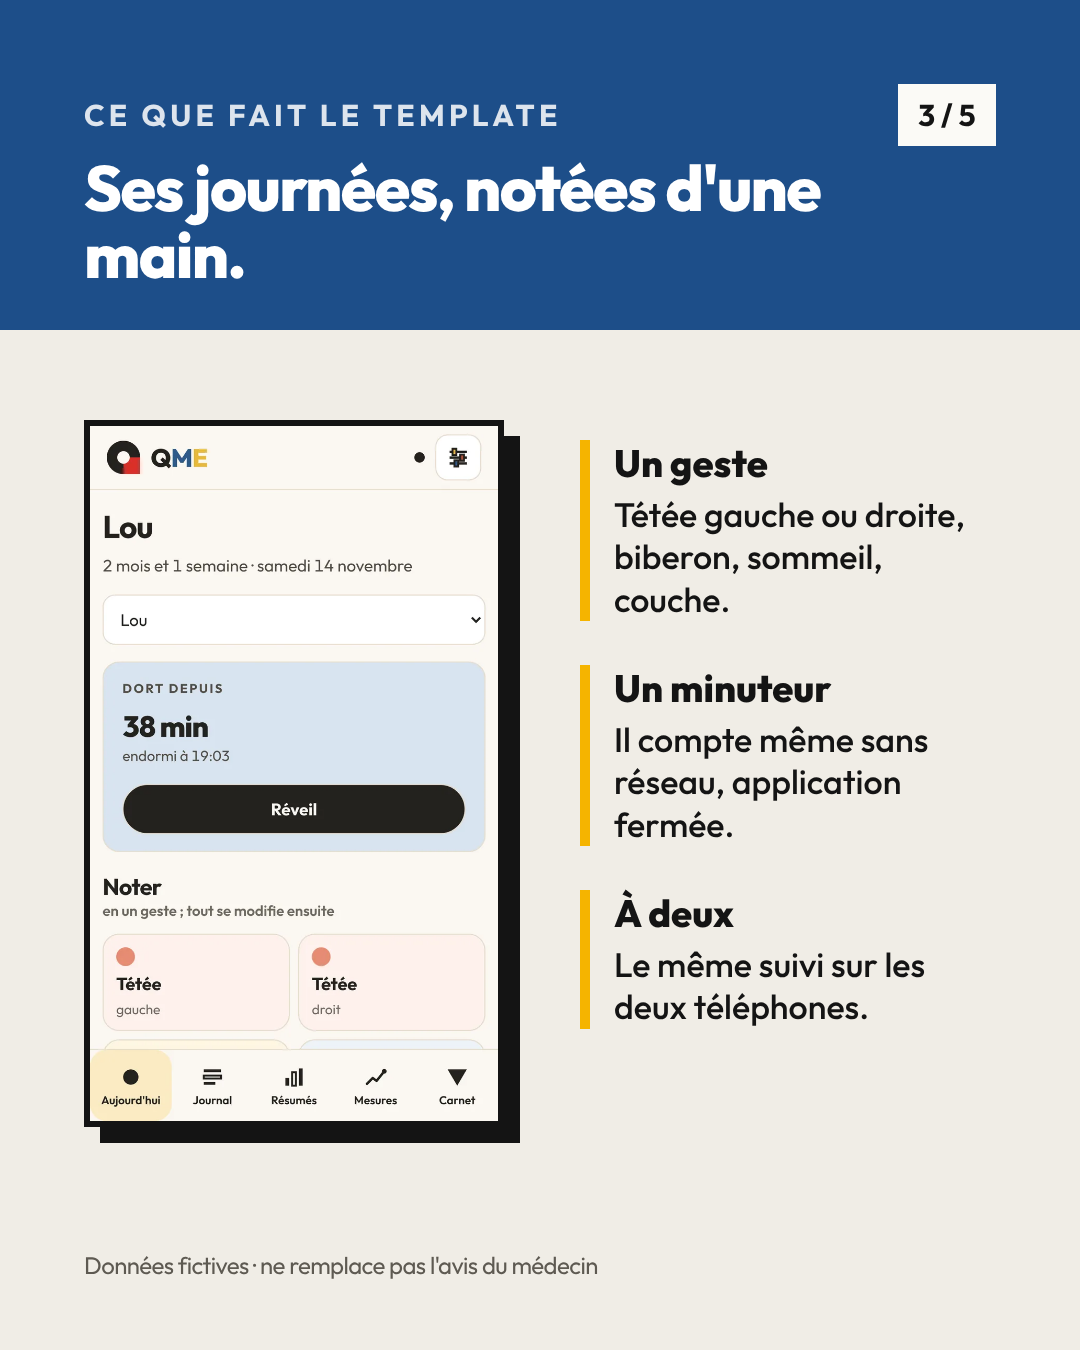 CE QUE FAIT LE TEMPLATE
3 / 5
Ses journées, notées d'une
main.
QME
Lou
2 mois et 1 semaine · samedi 14 novembre
Lou
DORT DEPUIS
38 min
endormi à 19:03
Réveil
Noter
en un geste ; tout se modifie ensuite
Tétée
gauche
Tétée
droit
Aujourd'hui
Journal
Résumés
Mesures
Carnet
Un geste
Tétée gauche ou droite,
biberon, sommeil,
couche.
Un minuteur
Il compte même sans
réseau, application
fermée.
À deux
Le même suivi sur les
deux téléphones.
Données fictives · ne remplace pas l'avis du médecin